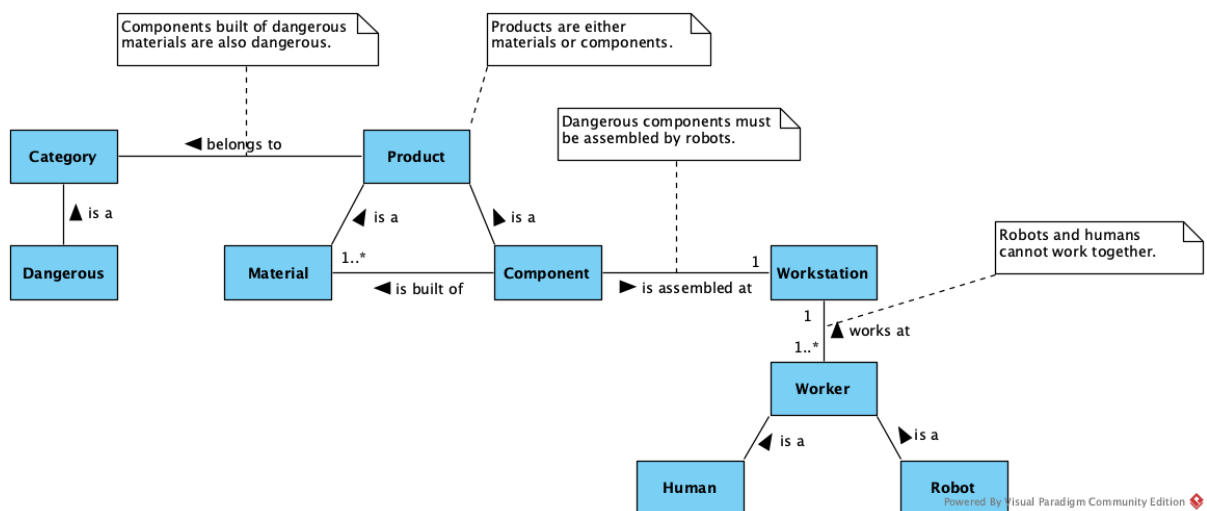 Components built of dangerous
materials are also dangerous.
Products are either
materials or components.
Dangerous components must
be assembled by robots.
Category
◄ belongs to
Product
▲ is a
▲ is a
▲ is a
Robots and humans
cannot work together.
Dangerous
Material
1..*
◄ is built of
Component
► is assembled at
1
Workstation
1
▲ works at
1..*
Worker
▲ is a
▲ is a
Human
Robot
Powered By Visual Paradigm Community Edition